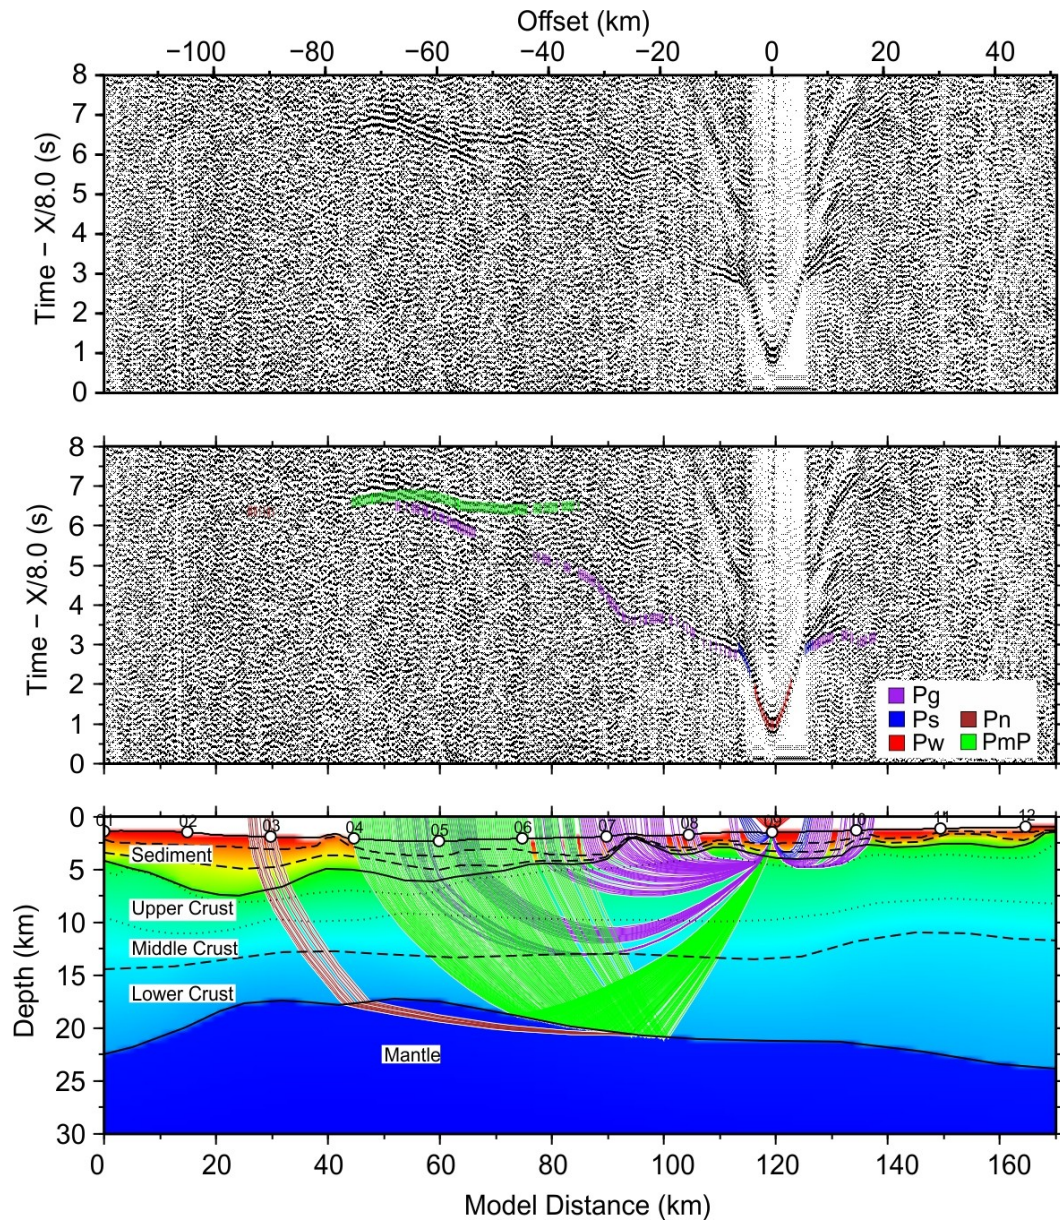 Offset (km)
−100 −80 −60 −40 −20 0 20 40
8
7
6
5
4
3
2
1
0
Time − X/8.0 (s)
8
7
6
5
4
3
2
1
0
Time − X/8.0 (s)
Pg
Ps Pn
Pw PmP
0
5
10
15
20
25
30
Depth (km)
01 02 03 04 05 06 07 08 09 10 11 12
Sediment
Upper Crust
Middle Crust
Lower Crust
Mantle
0 20 40 60 80 100 120 140 160
Model Distance (km)